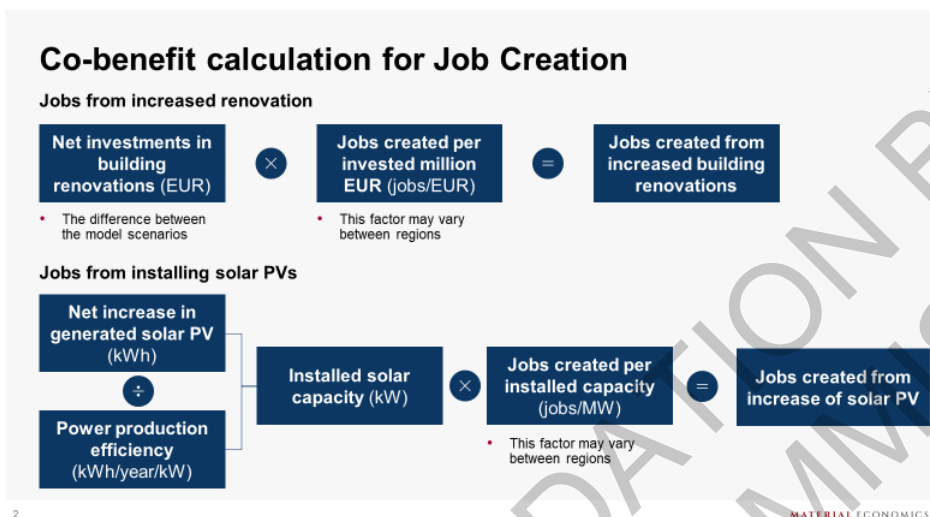 Co-benefit calculation for Job Creation
Jobs from increased renovation
Net investments in
building
renovations (EUR)
×
Jobs created per
invested million
EUR (jobs/EUR)
=
Jobs created from
increased building
renovations
• The difference between
the model scenarios
• This factor may vary
between regions
Jobs from installing solar PVs
Net increase in
generated solar PV
(kWh)
÷
Power production
efficiency
(kWh/year/kW)
Installed solar
capacity (kW)
×
Jobs created per
installed capacity
(jobs/MW)
=
Jobs created from
increase of solar PV
• This factor may vary
between regions
2
MATERIAL ECONOMICS